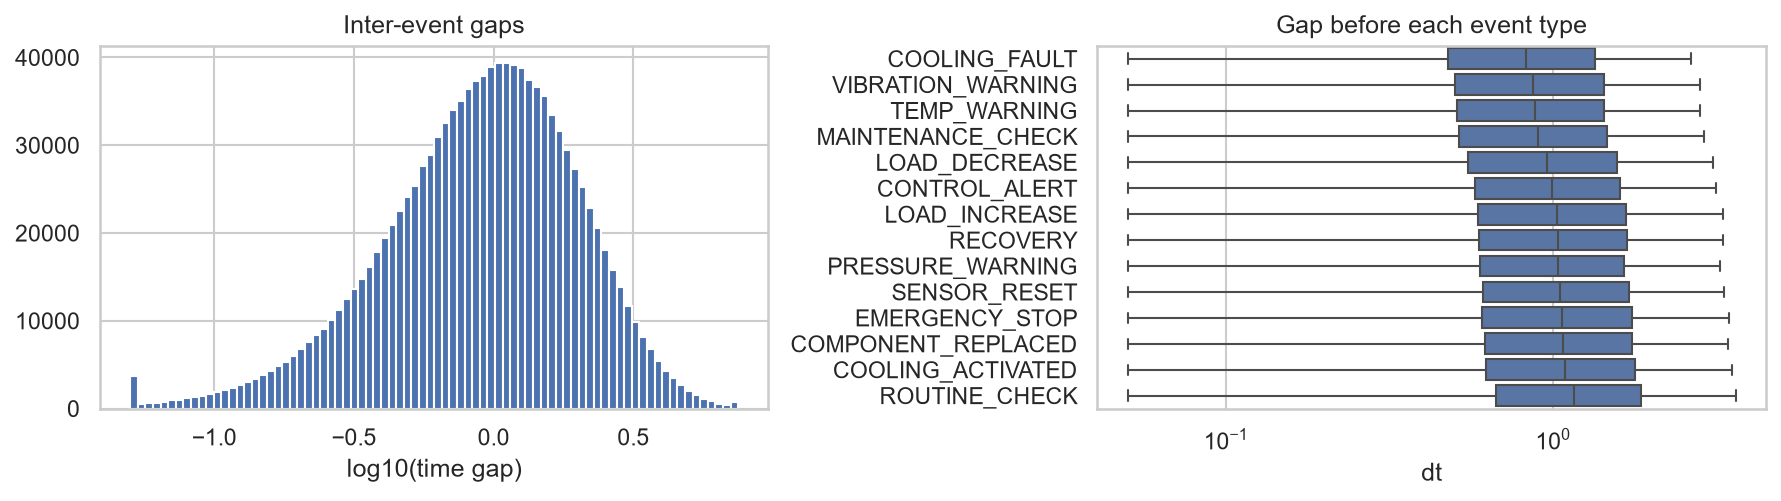 Inter-event gaps
40000
30000
20000
10000
0
−1.0
−0.5
0.0
0.5
log10(time gap)
Gap before each event type
COOLING_FAULT
VIBRATION_WARNING
TEMP_WARNING
MAINTENANCE_CHECK
LOAD_DECREASE
CONTROL_ALERT
LOAD_INCREASE
RECOVERY
PRESSURE_WARNING
SENSOR_RESET
EMERGENCY_STOP
COMPONENT_REPLACED
COOLING_ACTIVATED
ROUTINE_CHECK
10⁻¹
10⁰
dt